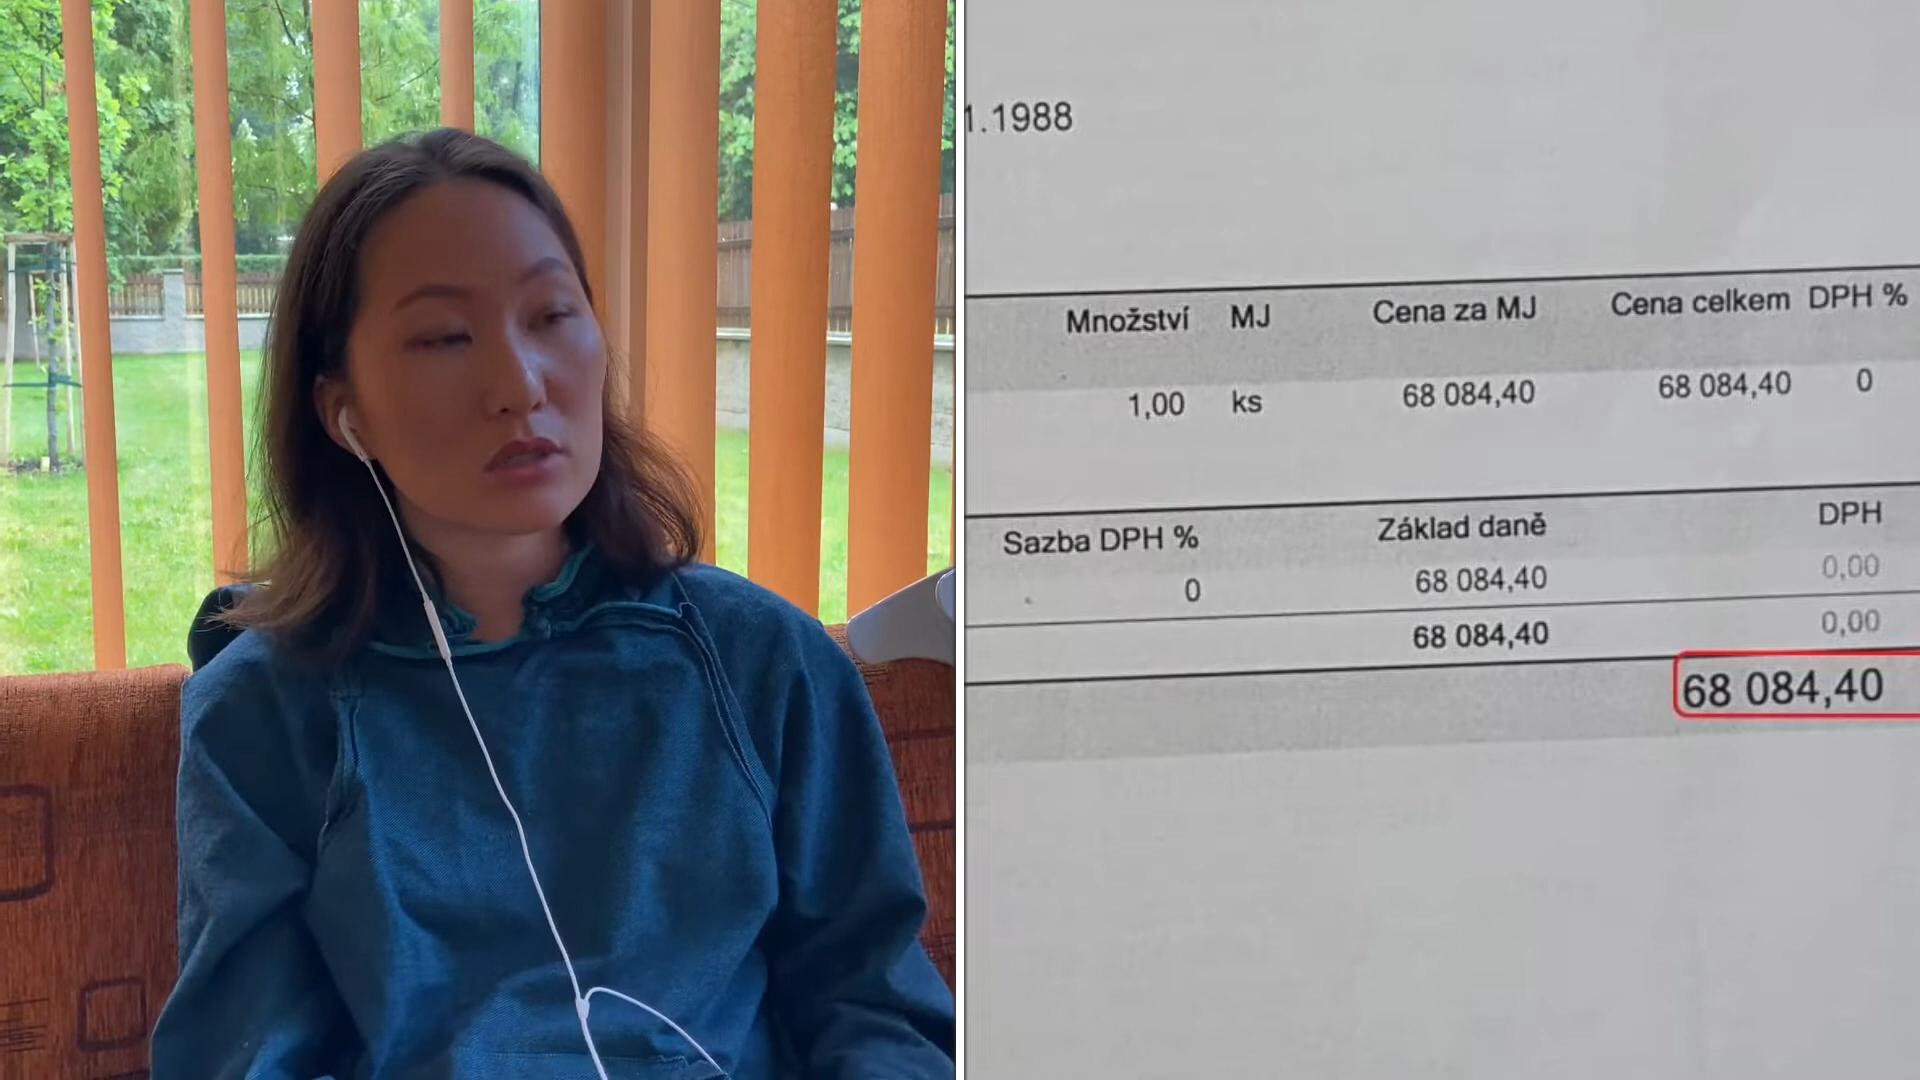 1.1988
Množství MJ Cena za MJ Cena celkem DPH %
1,00 ks 68 084,40 68 084,40 0
Sazba DPH % Základ daně DPH
0 68 084,40 0,00
68 084,40 0,00
68 084,40